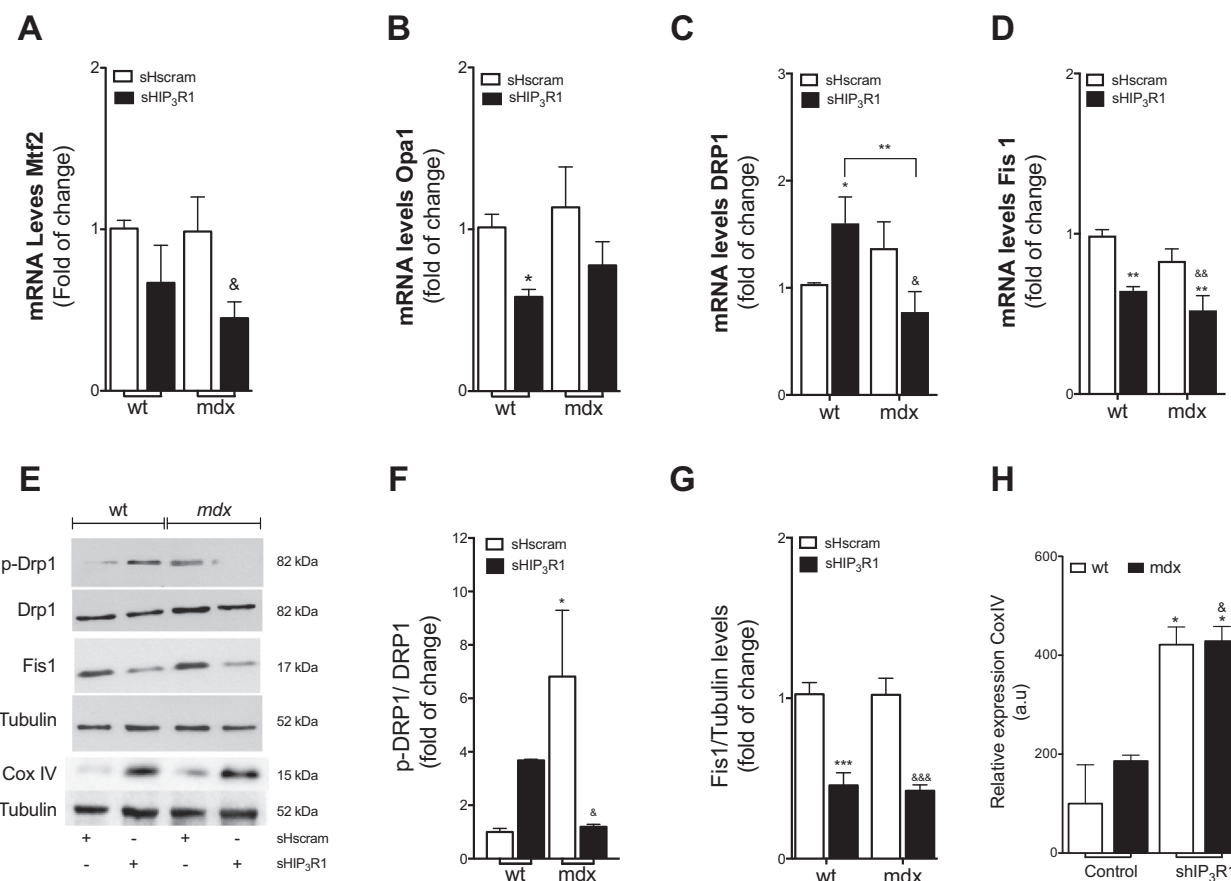 A
mRNA Leves Mtf2
(Fold of change)
2
1
0
sHscram
sHIP3R1
&
wt
mdx
B
mRNA levels Opa1
(fold of change)
2
1
0
sHscram
sHIP3R1
*
wt
mdx
C
mRNA levels DRP1
(fold of change)
3
2
1
0
sHscram
sHIP3R1
*
**
&
wt
mdx
D
mRNA levels Fis 1
(fold of change)
2
1
0
sHscram
sHIP3R1
**
&&
**
wt
mdx
E
wt
mdx
p-Drp1
82 kDa
Drp1
82 kDa
Fis1
17 kDa
Tubulin
52 kDa
Cox IV
15 kDa
Tubulin
52 kDa
+ - + - sHscram
- + - + sHIP3R1
F
p-DRP1/ DRP1
(fold of change)
12
10
8
6
4
2
0
sHscram
sHIP3R1
*
&
wt
mdx
G
Fis1/Tubulin levels
(fold of change)
2
1
0
sHscram
sHIP3R1
***
&&&
wt
mdx
H
Relative expression CoxIV
(a.u)
600
400
200
0
wt
mdx
*
&
*
Control
shIP3R1